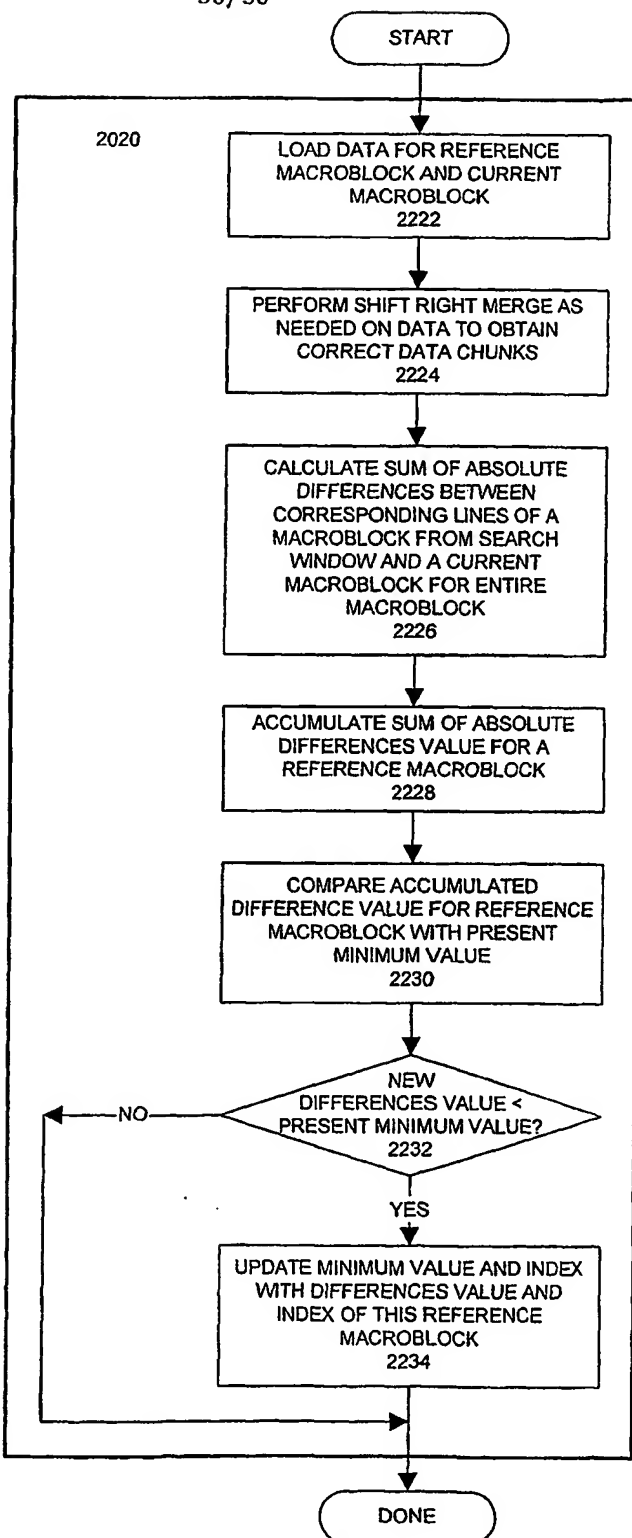 START
2020
LOAD DATA FOR REFERENCE
MACROBLOCK AND CURRENT
MACROBLOCK
2222
PERFORM SHIFT RIGHT MERGE AS
NEEDED ON DATA TO OBTAIN
CORRECT DATA CHUNKS
2224
CALCULATE SUM OF ABSOLUTE
DIFFERENCES BETWEEN
CORRESPONDING LINES OF A
MACROBLOCK FROM SEARCH
WINDOW AND A CURRENT
MACROBLOCK FOR ENTIRE
MACROBLOCK
2226
ACCUMULATE SUM OF ABSOLUTE
DIFFERENCES VALUE FOR A
REFERENCE MACROBLOCK
2228
COMPARE ACCUMULATED
DIFFERENCE VALUE FOR REFERENCE
MACROBLOCK WITH PRESENT
MINIMUM VALUE
2230
NEW
DIFFERENCES VALUE <
PRESENT MINIMUM VALUE?
2232
NO
YES
UPDATE MINIMUM VALUE AND INDEX
WITH DIFFERENCES VALUE AND
INDEX OF THIS REFERENCE
MACROBLOCK
2234
DONE